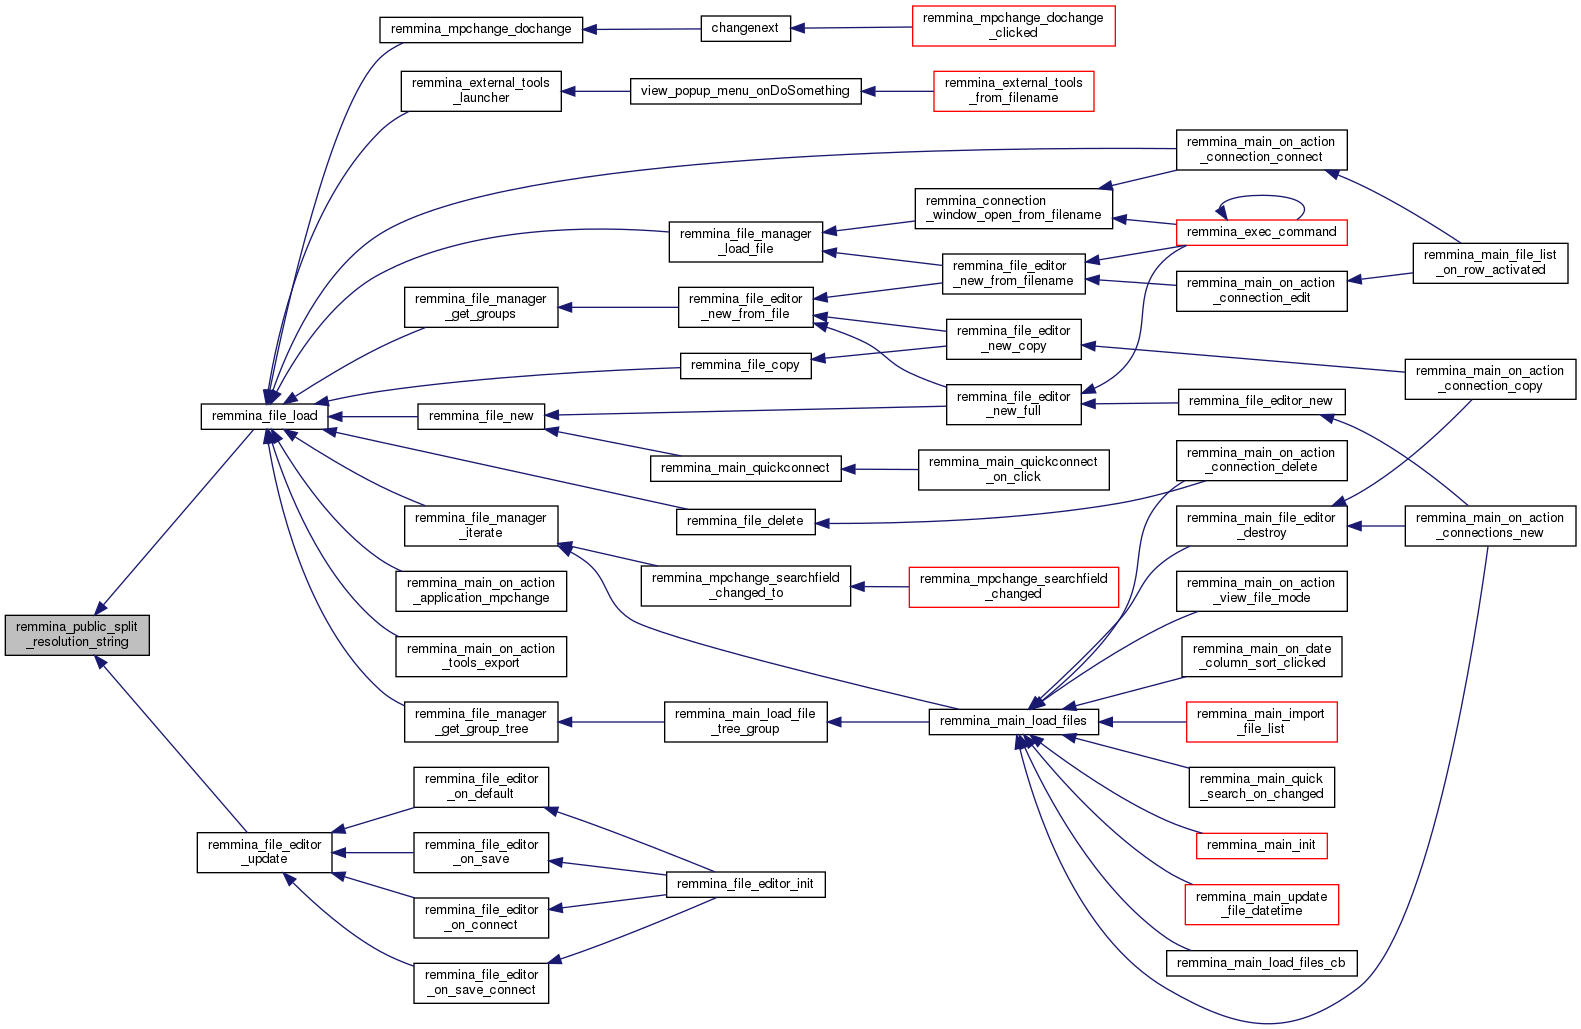 remmina_public_split
_resolution_string
remmina_file_load
remmina_file_editor
_update
remmina_mpchange_dochange
remmina_external_tools
_launcher
remmina_file_manager
_get_groups
remmina_file_new
remmina_file_manager
_iterate
remmina_main_on_action
_application_mpchange
remmina_main_on_action
_tools_export
remmina_file_manager
_get_group_tree
remmina_file_editor
_on_default
remmina_file_editor
_on_save
remmina_file_editor
_on_connect
remmina_file_editor
_on_save_connect
changenext
view_popup_menu_onDoSomething
remmina_file_manager
_load_file
remmina_file_editor
_new_from_file
remmina_file_copy
remmina_main_quickconnect
remmina_file_delete
remmina_mpchange_searchfield
_changed_to
remmina_main_load_file
_tree_group
remmina_file_editor_init
remmina_mpchange_dochange
_clicked
remmina_external_tools
_from_filename
remmina_connection
_window_open_from_filename
remmina_file_editor
_new_from_filename
remmina_file_editor
_new_copy
remmina_file_editor
_new_full
remmina_main_quickconnect
_on_click
remmina_mpchange_searchfield
_changed
remmina_main_load_files
remmina_main_on_action
_connection_connect
remmina_exec_command
remmina_main_on_action
_connection_edit
remmina_file_editor_new
remmina_main_on_action
_connection_delete
remmina_main_file_editor
_destroy
remmina_main_on_action
_view_file_mode
remmina_main_on_date
_column_sort_clicked
remmina_main_import
_file_list
remmina_main_quick
_search_on_changed
remmina_main_init
remmina_main_update
_file_datetime
remmina_main_load_files_cb
remmina_main_file_list
_on_row_activated
remmina_main_on_action
_connection_copy
remmina_main_on_action
_connections_new